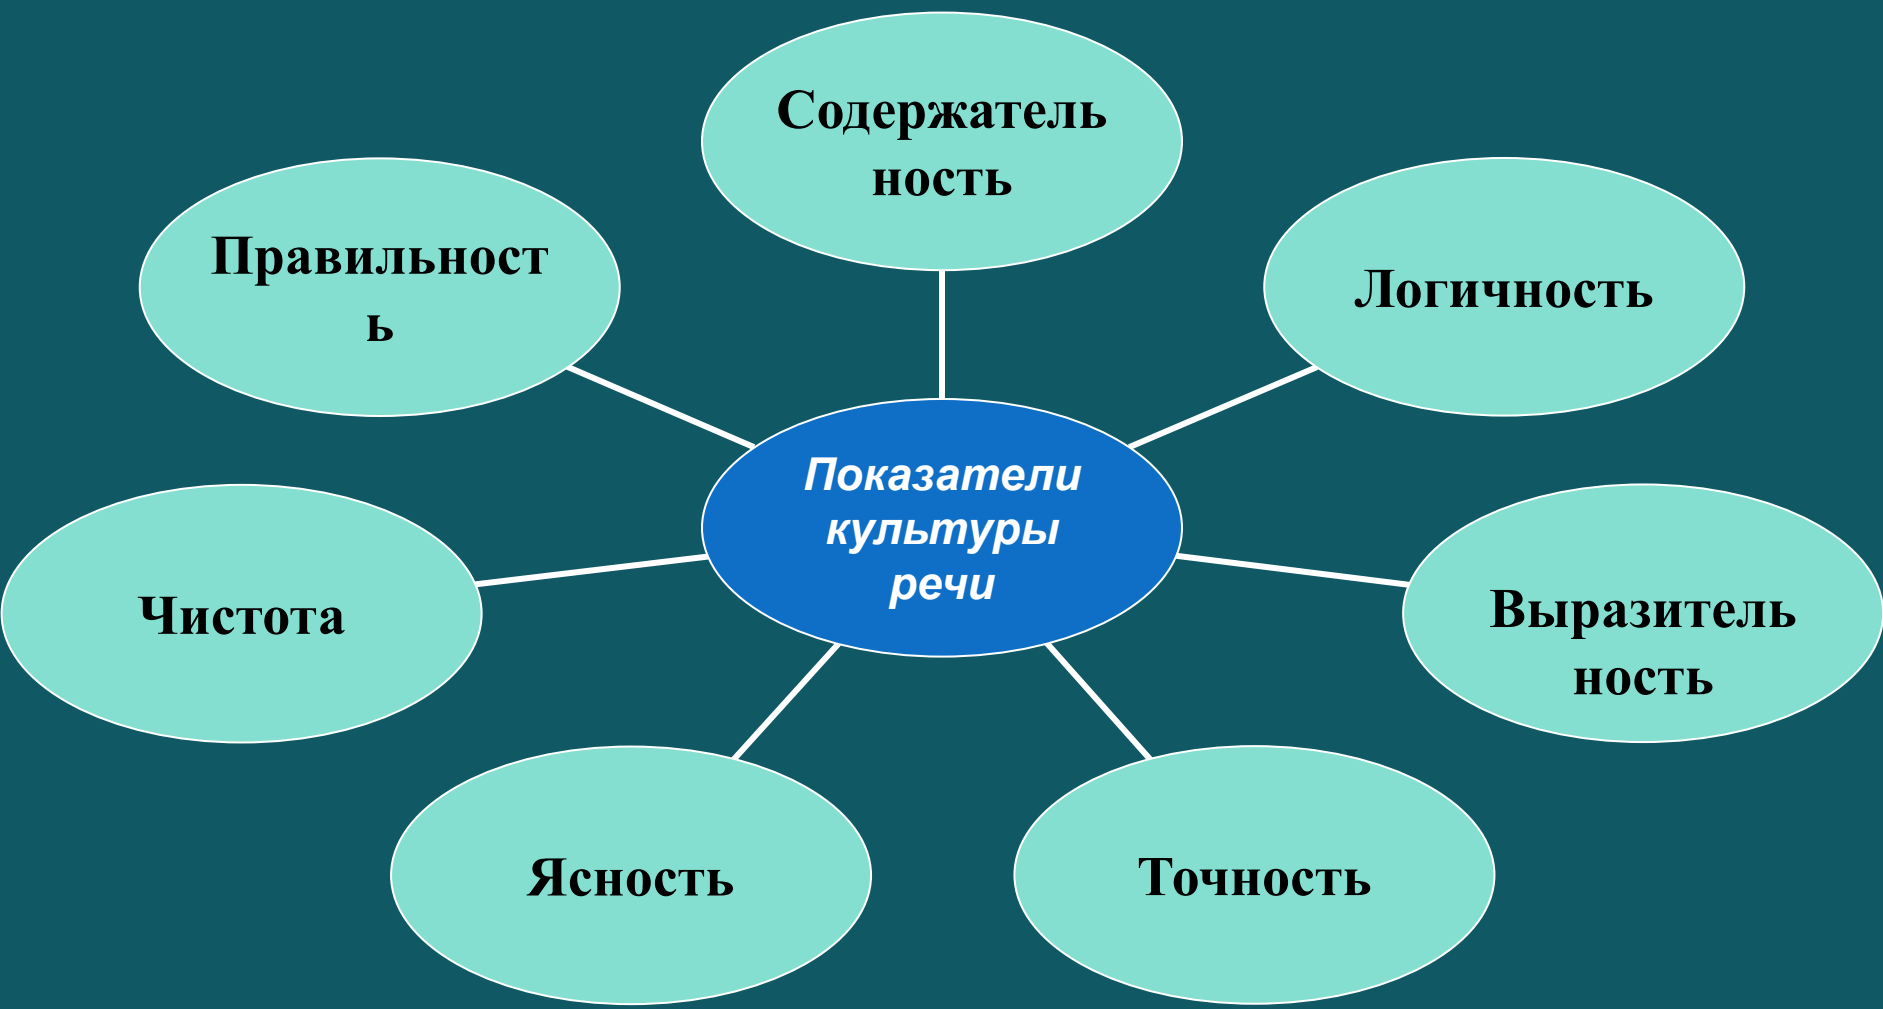 Содержатель
ность
Правильност
ь
Логичность
Показатели
культуры
речи
Чистота
Выразитель
ность
Ясность
Точность